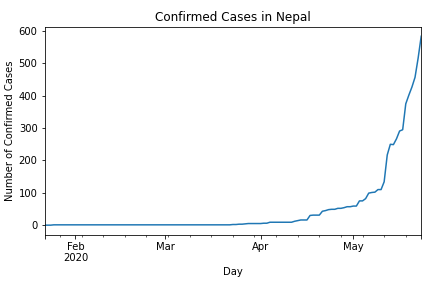 Confirmed Cases in Nepal
600
500
400
300
200
100
0
Number of Confirmed Cases
Feb
2020
Mar
Apr
May
Day